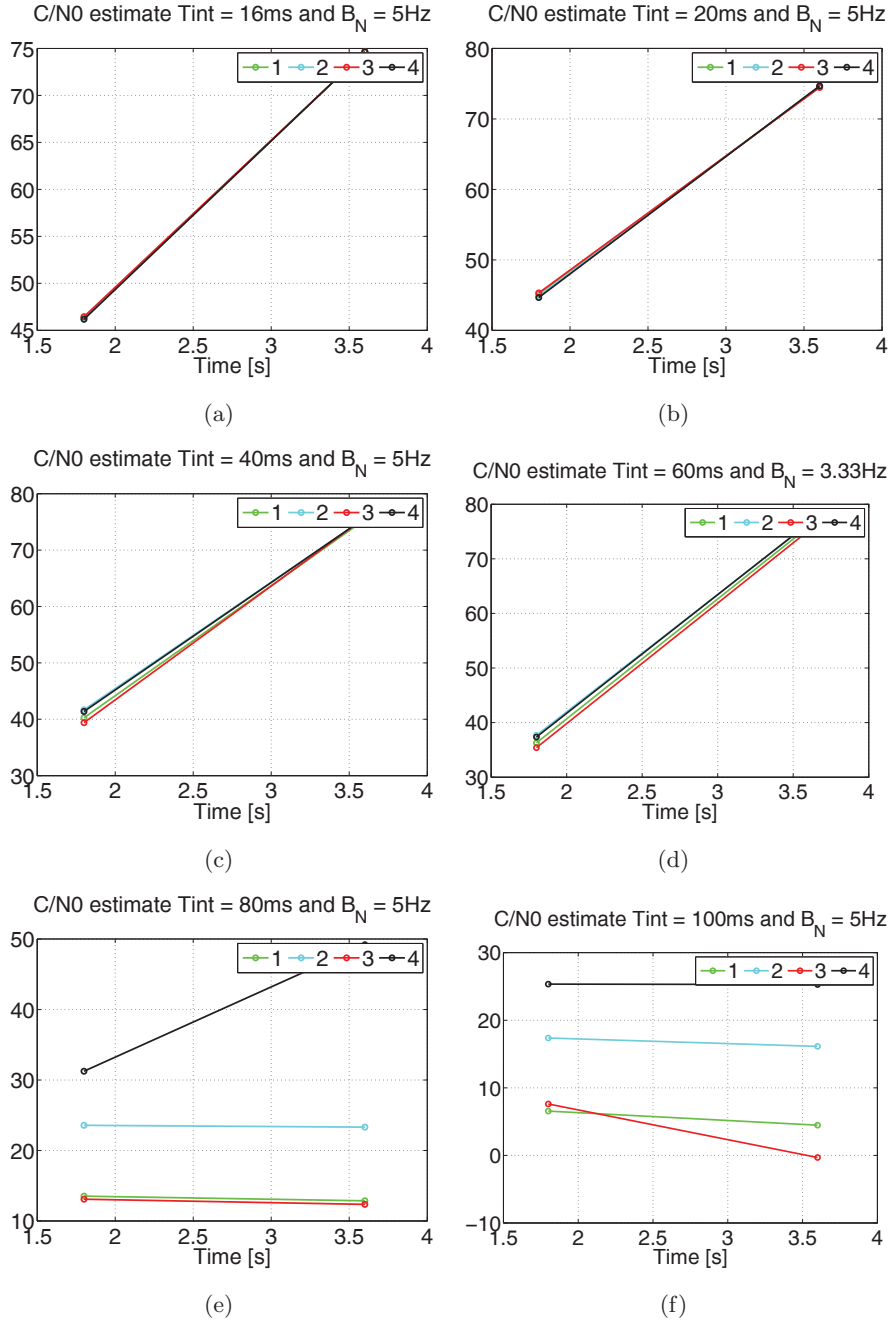 C/N0 estimate Tint = 16ms and B_N = 5Hz
1 2 3 4
75
70
65
60
55
50
45
1.5 2 2.5 3 3.5 4
Time [s]
(a)
C/N0 estimate Tint = 20ms and B_N = 5Hz
1 2 3 4
80
70
60
50
40
1.5 2 2.5 3 3.5 4
Time [s]
(b)
C/N0 estimate Tint = 40ms and B_N = 5Hz
1 2 3 4
80
70
60
50
40
30
1.5 2 2.5 3 3.5 4
Time [s]
(c)
C/N0 estimate Tint = 60ms and B_N = 3.33Hz
1 2 3 4
80
70
60
50
40
30
1.5 2 2.5 3 3.5 4
Time [s]
(d)
C/N0 estimate Tint = 80ms and B_N = 5Hz
1 2 3 4
50
40
30
20
10
1.5 2 2.5 3 3.5 4
Time [s]
(e)
C/N0 estimate Tint = 100ms and B_N = 5Hz
1 2 3 4
30
20
10
0
−10
1.5 2 2.5 3 3.5 4
Time [s]
(f)